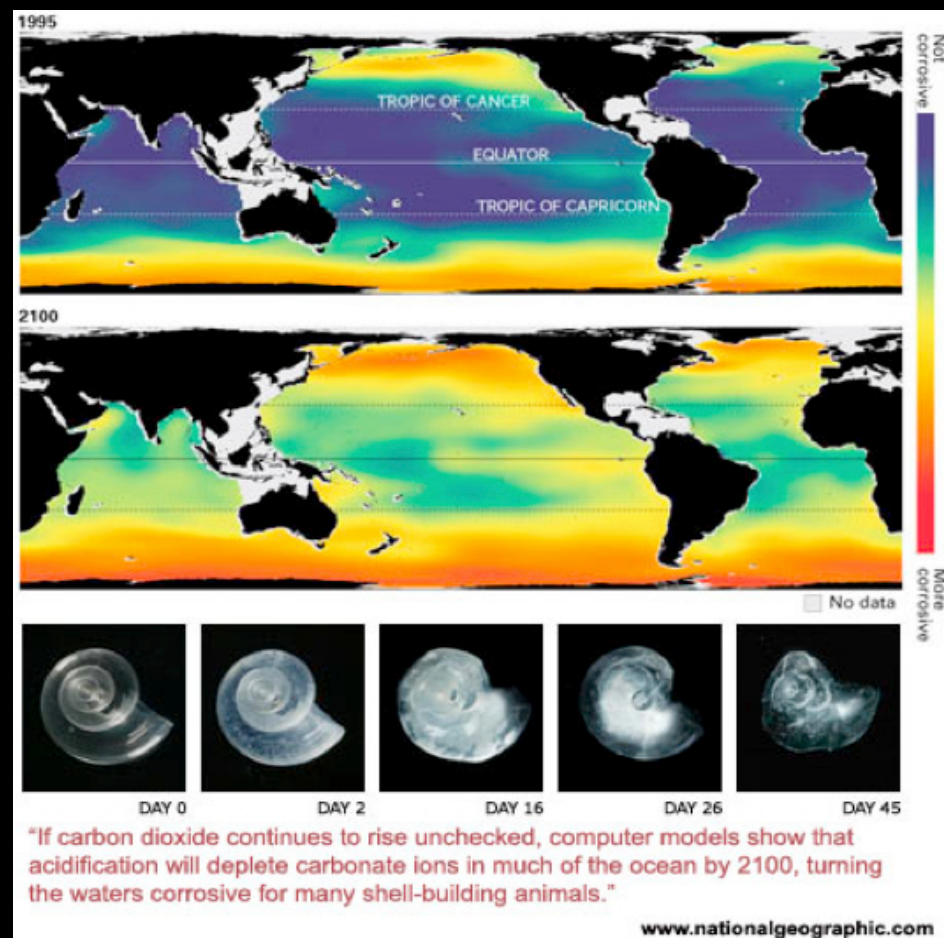 1995
Not
corrosive
TROPIC OF CANCER
EQUATOR
TROPIC OF CAPRICORN
2100
More
corrosive
No data
DAY 0
DAY 2
DAY 16
DAY 26
DAY 45
“If carbon dioxide continues to rise unchecked, computer models show that
acidification will deplete carbonate ions in much of the ocean by 2100, turning
the waters corrosive for many shell-building animals.”
www.nationalgeographic.com